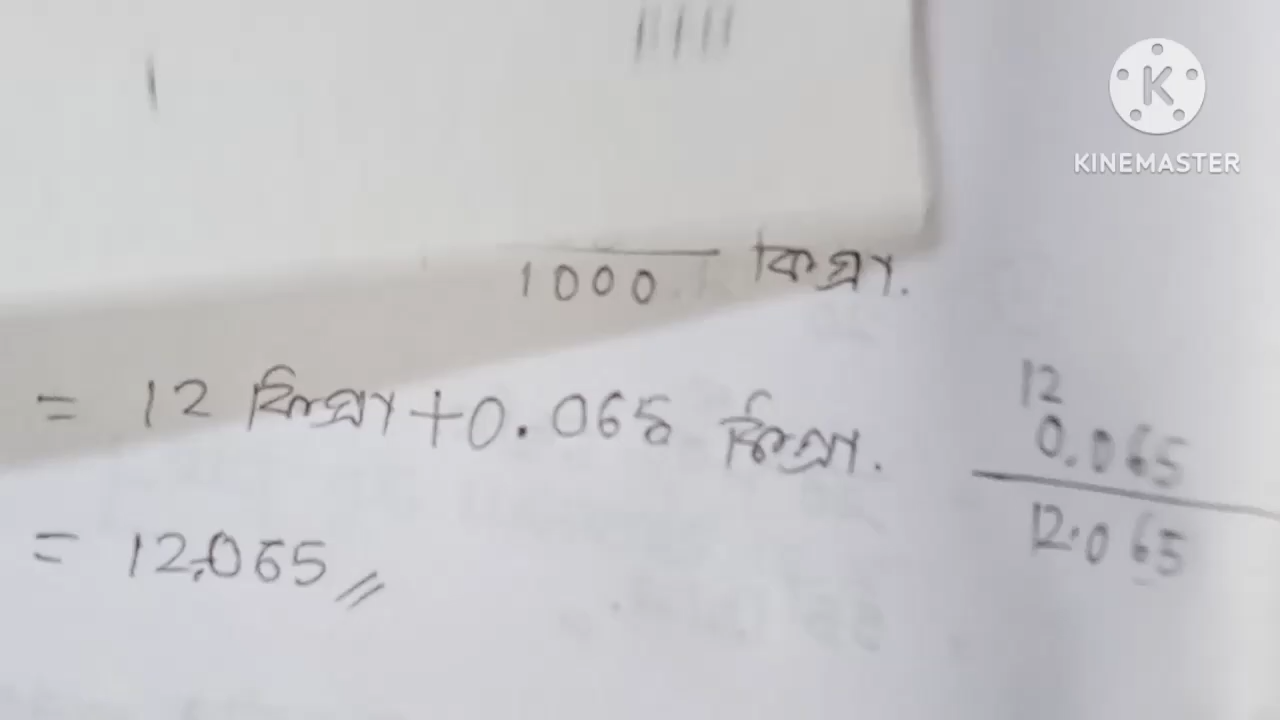 KINEMASTER
1000 কিগ্ৰা.
= 12 কিগ্ৰা + 0.065 কিগ্ৰা.
= 12.065 //
12
0.065
12.065